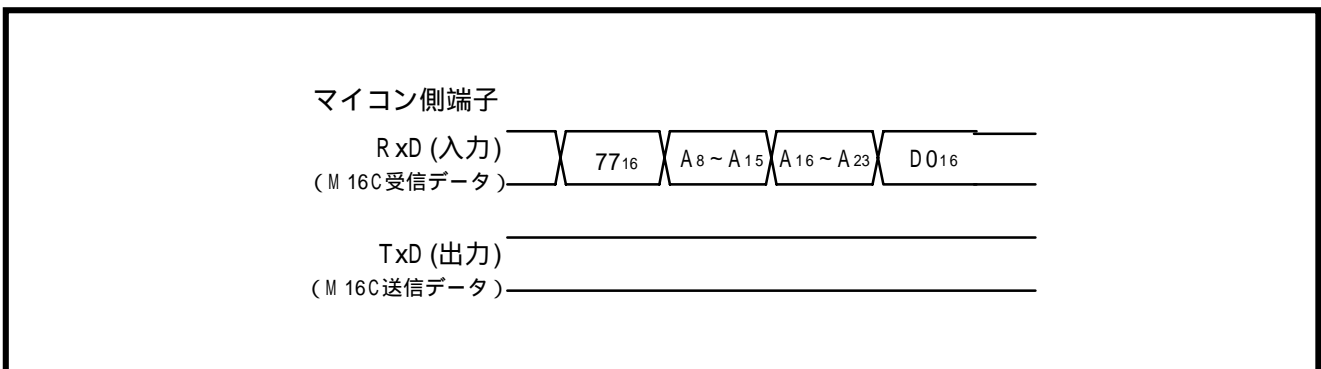 マイコン側端子
RxD (入力)
(M16C受信データ)
7716 A8~A15 A16~A23 D016
TxD (出力)
(M16C送信データ)